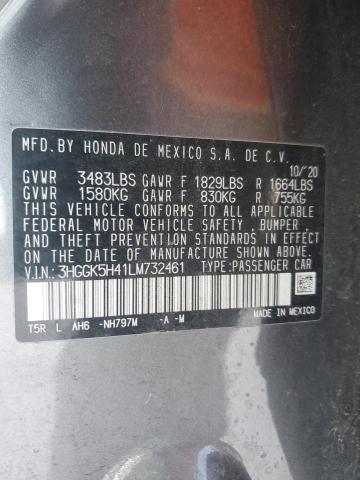 MFD.BY HONDA DE MEXICO S.A. DE C.V.
10/'20
GVWR 3483LBS GAWR F 1829LBS R 1664LBS
GVWR 1580KG GAWR F 830KG R 755KG
THIS VEHICLE CONFORMS TO ALL APPLICABLE
FEDERAL MOTOR VEHICLE SAFETY, BUMPER,
AND THEFT PREVENTION STANDARDS IN EFFECT
ON THE DATE OF MANUFACTURE SHOWN ABOVE.
V.I.N.: 3HGGK5H41LM732461 TYPE:PASSENGER CAR
T5R L AH6 -NH797M -A -M
MADE IN MEXICO